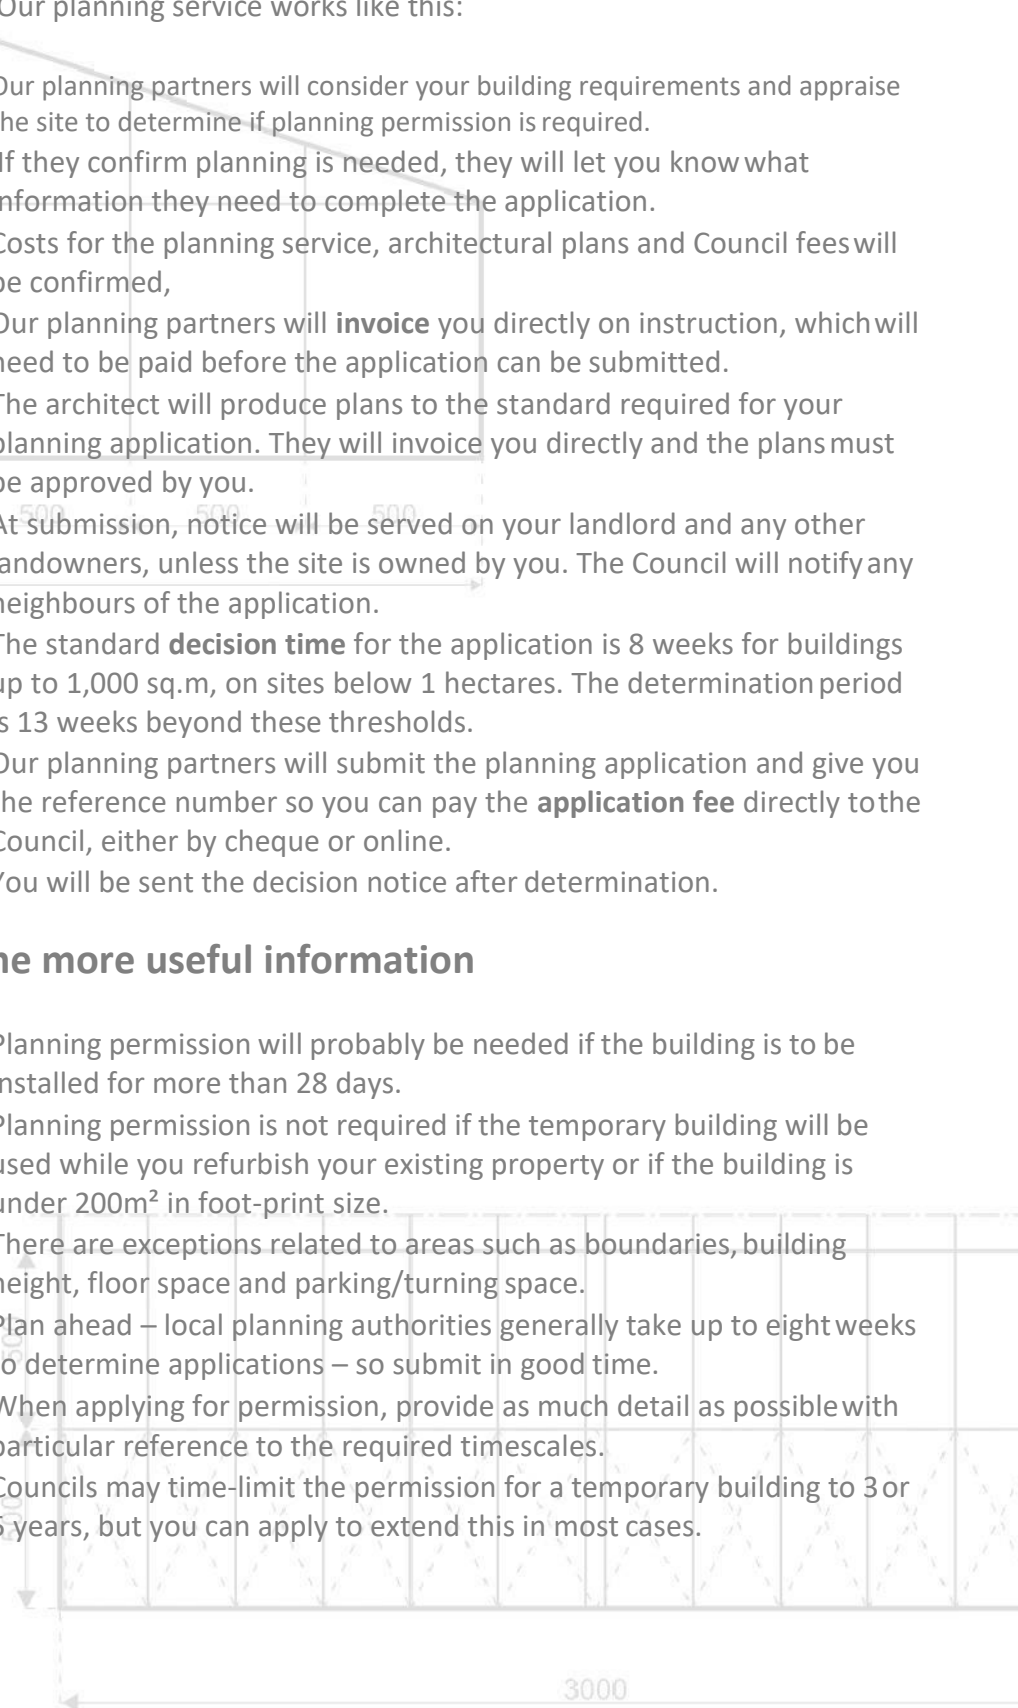 Our planning service works like this:
Our planning partners will consider your building requirements and appraise
the site to determine if planning permission is required.
If they confirm planning is needed, they will let you know what
information they need to complete the application.
Costs for the planning service, architectural plans and Council fees will
be confirmed,
Our planning partners will invoice you directly on instruction, which will
need to be paid before the application can be submitted.
The architect will produce plans to the standard required for your
planning application. They will invoice you directly and the plans must
be approved by you.
500 500 500
At submission, notice will be served on your landlord and any other
landowners, unless the site is owned by you. The Council will notify any
neighbours of the application.
The standard decision time for the application is 8 weeks for buildings
up to 1,000 sq.m, on sites below 1 hectares. The determination period
is 13 weeks beyond these thresholds.
Our planning partners will submit the planning application and give you
the reference number so you can pay the application fee directly to the
Council, either by cheque or online.
You will be sent the decision notice after determination.
me more useful information
Planning permission will probably be needed if the building is to be
installed for more than 28 days.
Planning permission is not required if the temporary building will be
used while you refurbish your existing property or if the building is
under 200m² in foot-print size.
There are exceptions related to areas such as boundaries, building
height, floor space and parking/turning space.
Plan ahead – local planning authorities generally take up to eight weeks
to determine applications – so submit in good time.
When applying for permission, provide as much detail as possible with
particular reference to the required timescales.
Councils may time-limit the permission for a temporary building to 3 or
5 years, but you can apply to extend this in most cases.
3000